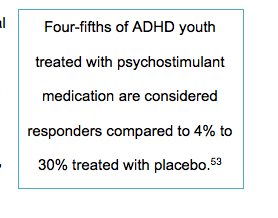 l
Four-fifths of ADHD youth
treated with psychostimulant
medication are considered
responders compared to 4% to
30% treated with placebo.53
,